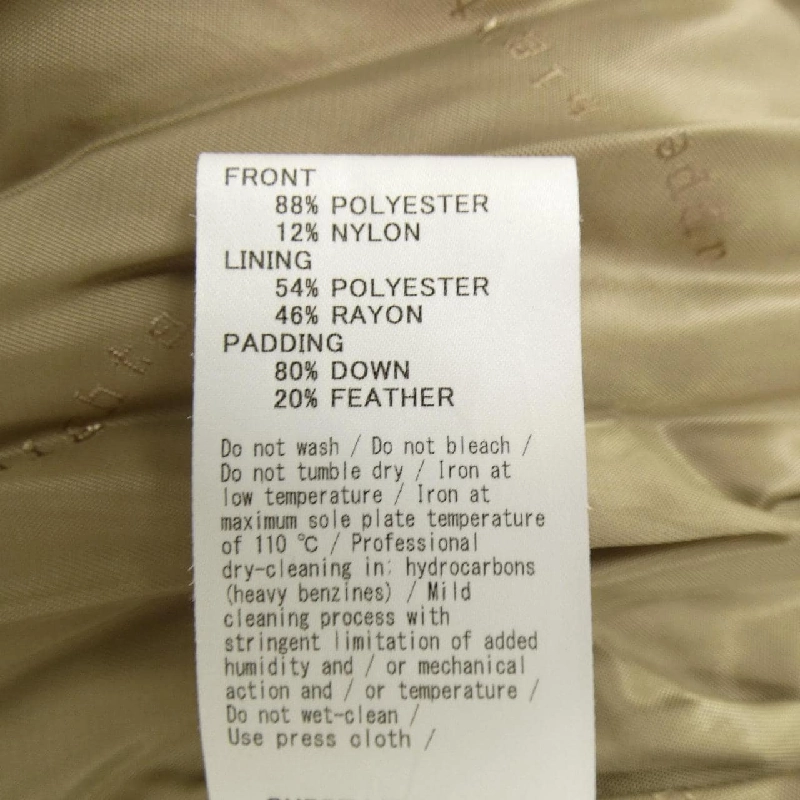 FRONT
88% POLYESTER
12% NYLON
LINING
54% POLYESTER
46% RAYON
PADDING
80% DOWN
20% FEATHER
Do not wash / Do not bleach /
Do not tumble dry / Iron at
low temperature / Iron at
maximum sole plate temperature
of 110 ℃ / Professional
dry-cleaning in: hydrocarbons
(heavy benzines) / Mild
cleaning process with
stringent limitation of added
humidity and / or mechanical
action and / or temperature /
Do not wet-clean /
Use press cloth /